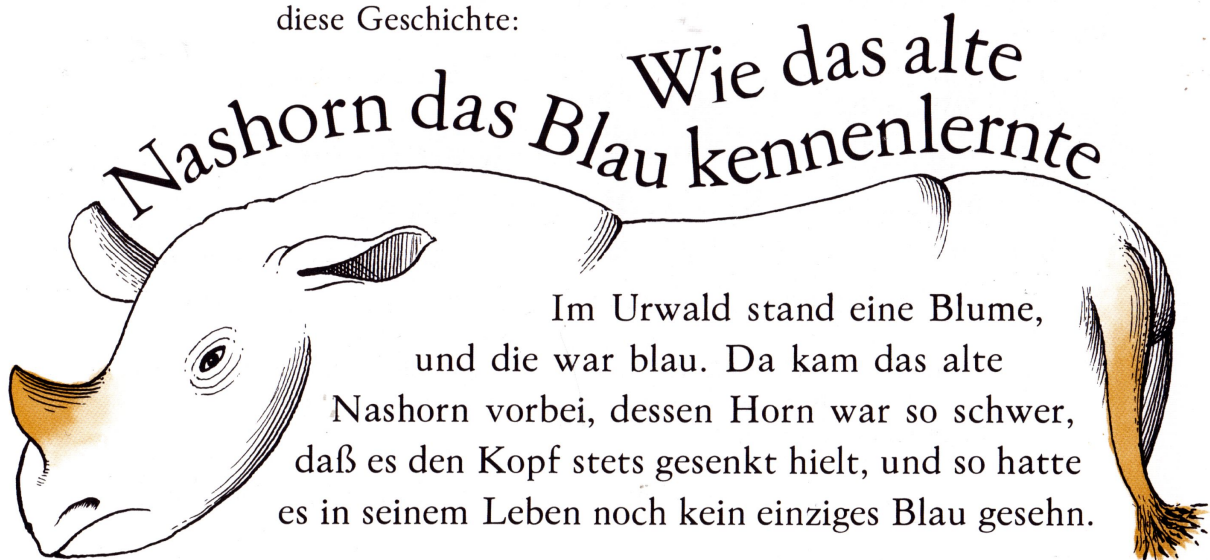 diese Geschichte:
Wie das alte
Nashorn das Blau kennenlernte
Im Urwald stand eine Blume,
und die war blau. Da kam das alte
Nashorn vorbei, dessen Horn war so schwer,
daß es den Kopf stets gesenkt hielt, und so hatte
es in seinem Leben noch kein einziges Blau gesehn.